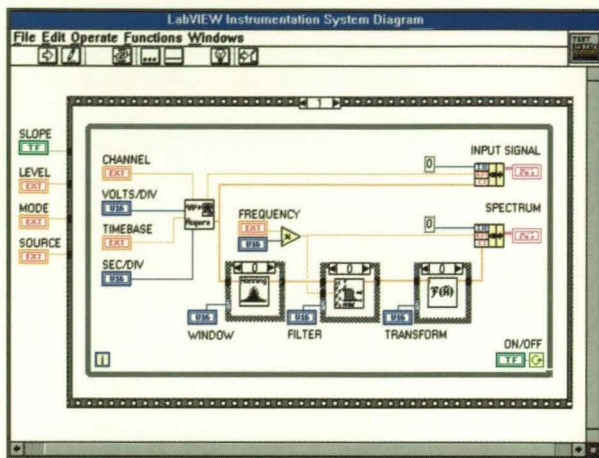 LabVIEW Instrumentation System Diagram
File Edit Operate Functions Windows
TEST
1
SLOPE
TF
LEVEL
EXT
MODE
EXT
SOURCE
EXT
CHANNEL
EXT
VOLTS/DIV
U16
TIMEBASE
EXT
SEC/DIV
U16
FREQUENCY
EXT
U16
0
INPUT SIGNAL
0
SPECTRUM
0
Hanning
U16
WINDOW
0
U16
FILTER
0
U16
TRANSFORM
i
ON/OFF
TF